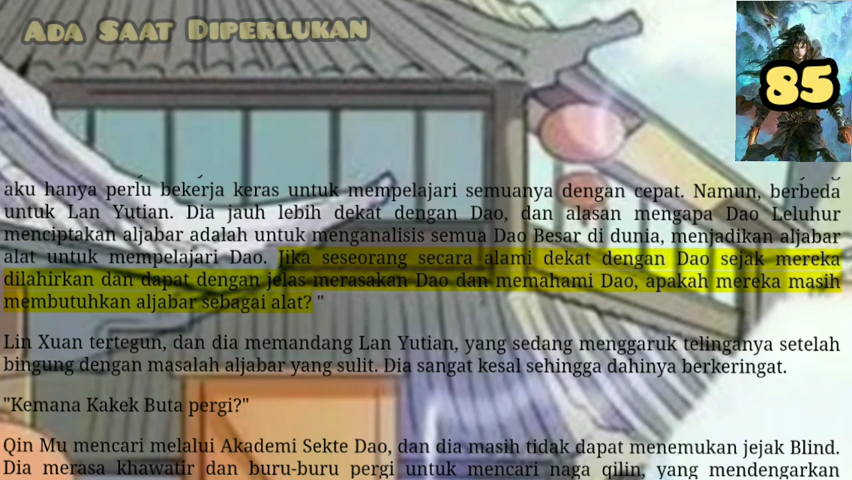 Ada Saat Diperlukan
85
aku hanya perlu bekerja keras untuk mempelajari semuanya dengan cepat. Namun, berbeda
untuk Lan Yutian. Dia jauh lebih dekat dengan Dao, dan alasan mengapa Dao Leluhur
menciptakan aljabar adalah untuk menganalisis semua Dao Besar di dunia, menjadikan aljabar
alat untuk mempelajari Dao. Jika seseorang secara alami dekat dengan Dao sejak mereka
dilahirkan dan dapat dengan jelas merasakan Dao dan memahami Dao, apakah mereka masih
membutuhkan aljabar sebagai alat? "
Lin Xuan tertegun, dan dia memandang Lan Yutian, yang sedang menggaruk telinganya setelah
bingung dengan masalah aljabar yang sulit. Dia sangat kesal sehingga dahinya berkeringat.
"Kemana Kakek Buta pergi?"
Qin Mu mencari melalui Akademi Sekte Dao, dan dia masih tidak dapat menemukan jejak Blind.
Dia merasa khawatir dan buru-buru pergi untuk mencari naga qilin, yang mendengarkan